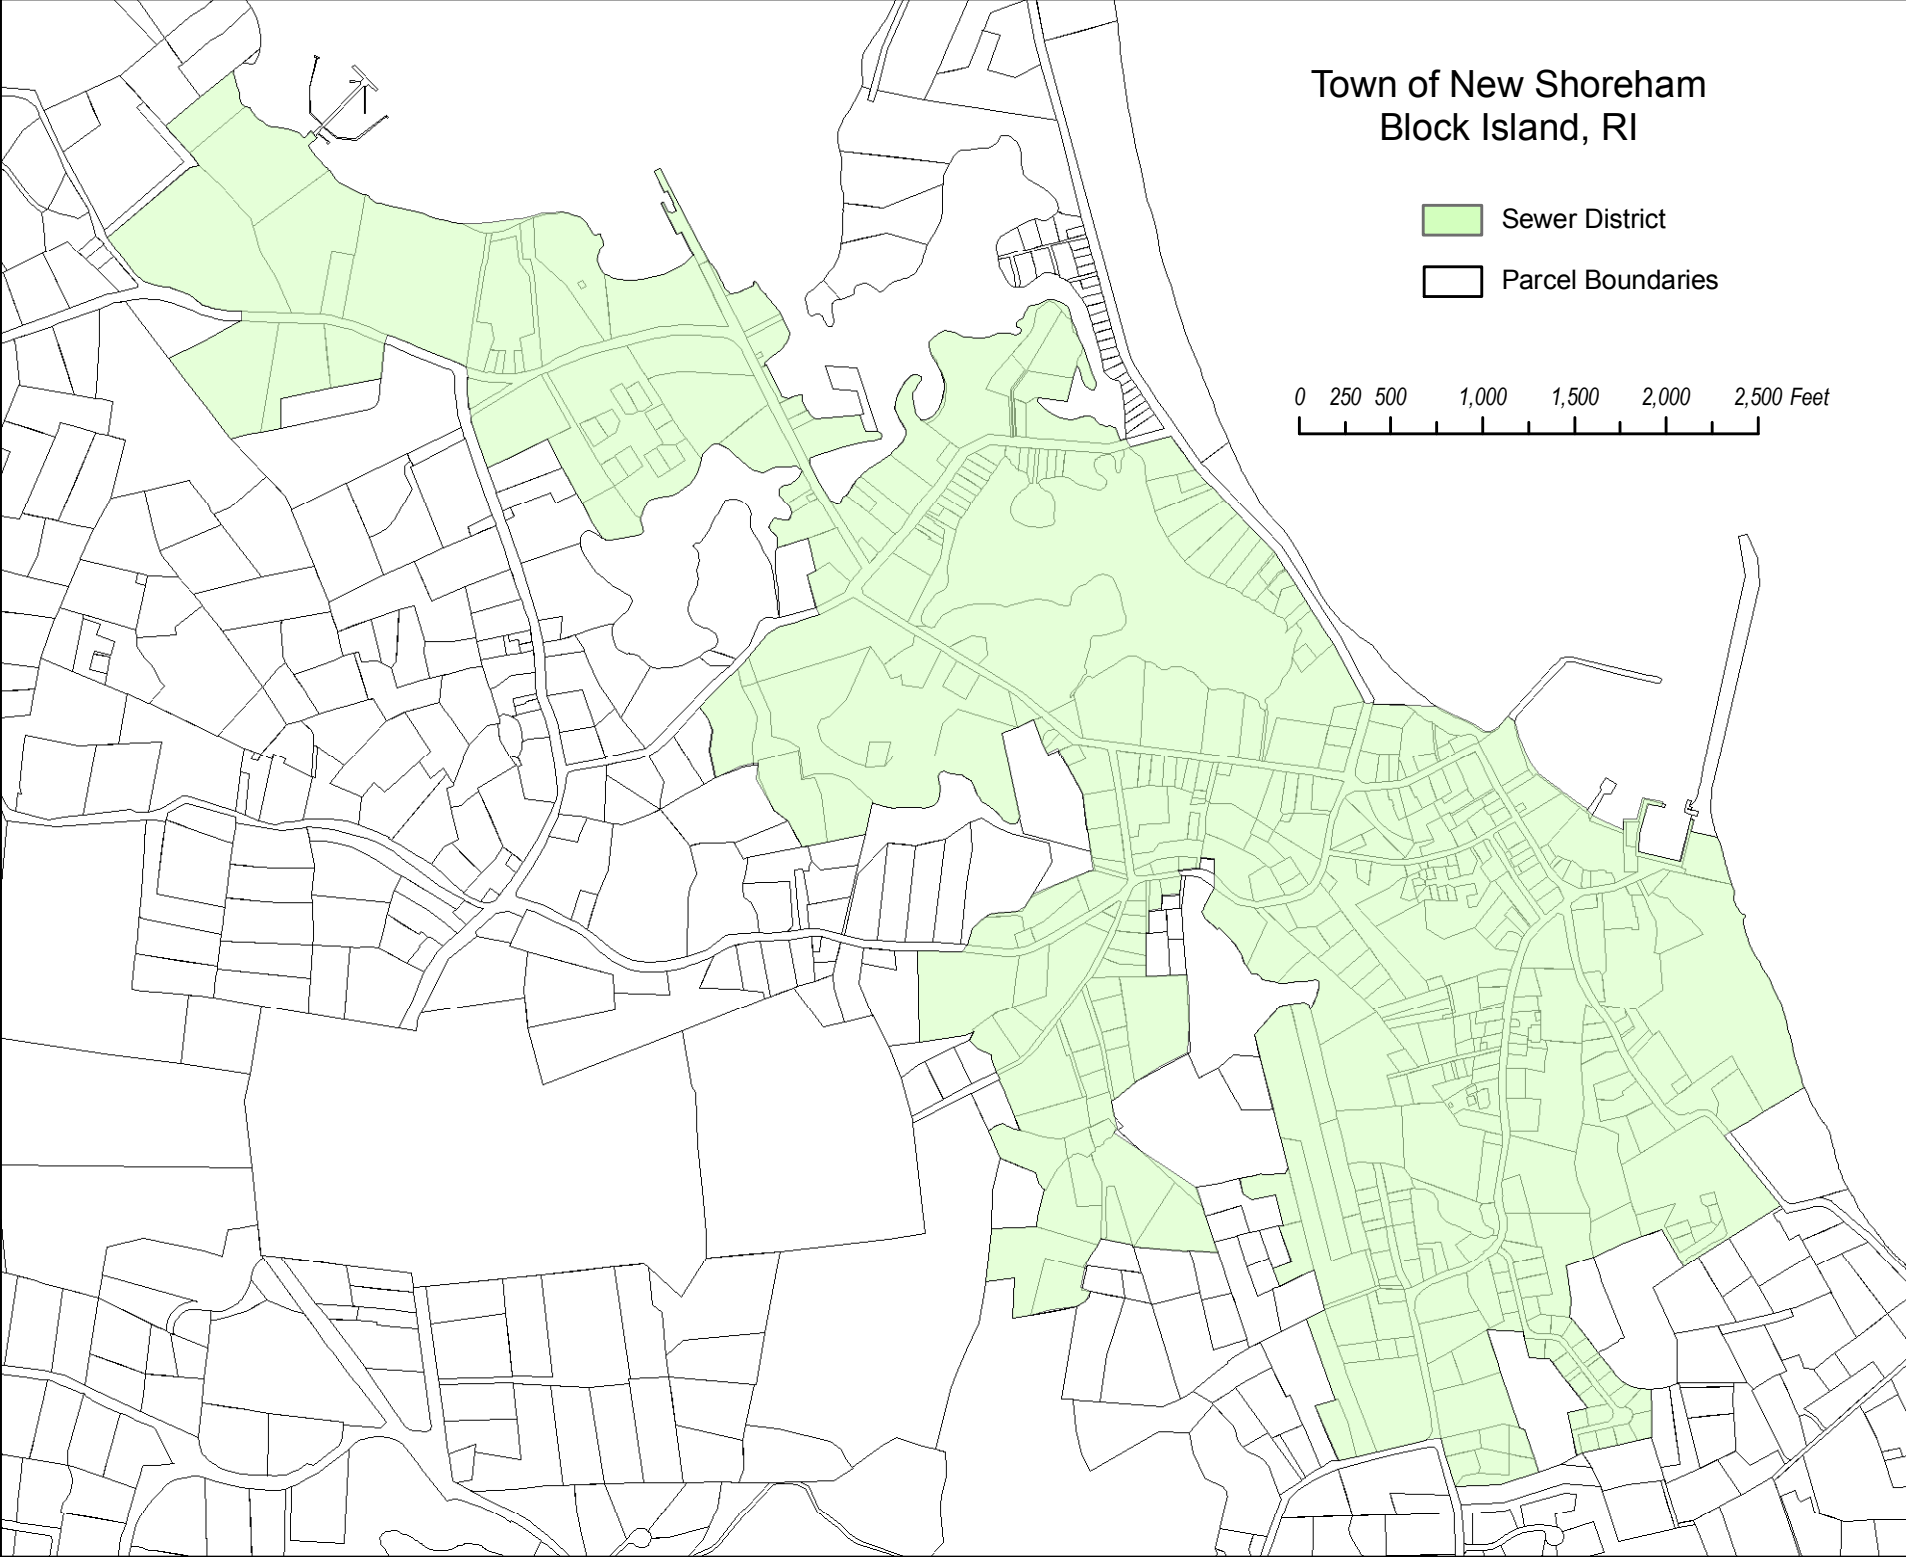 Town of New Shoreham
Block Island, RI
Sewer District
Parcel Boundaries
0 250 500 1,000 1,500 2,000 2,500 Feet